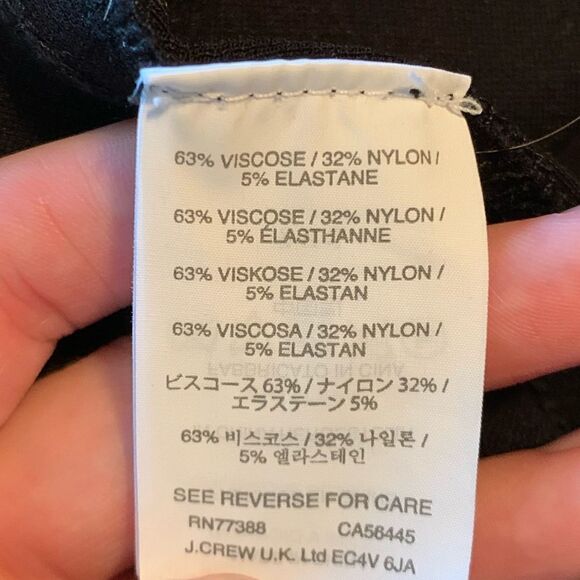 63% VISCOSE / 32% NYLON /
5% ELASTANE
63% VISCOSE / 32% NYLON /
5% ÉLASTHANNE
63% VISKOSE / 32% NYLON /
5% ELASTAN
63% VISCOSA / 32% NYLON /
5% ELASTAN
FABBRICATO IN CINA
ビスコース 63% / ナイロン 32% /
エラステーン 5%
63% 비스코스 / 32% 나일론 /
5% 엘라스테인
SEE REVERSE FOR CARE
RN77388 CA56445
J.CREW U.K. Ltd EC4V 6JA